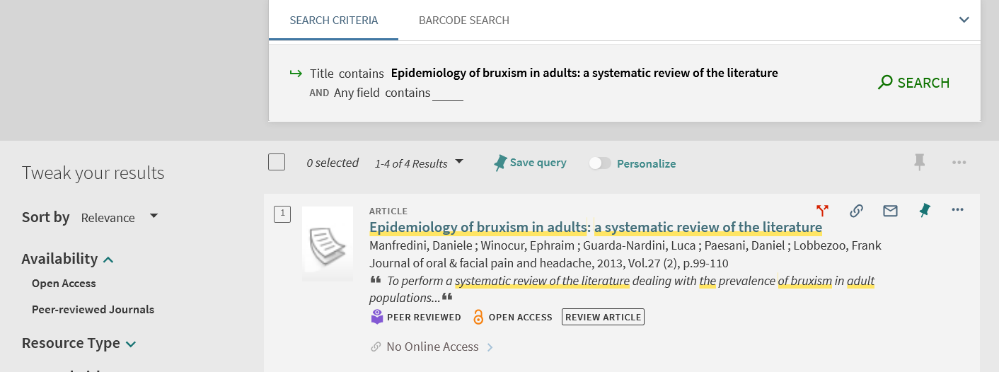 SEARCH CRITERIA BARCODE SEARCH
Title contains Epidemiology of bruxism in adults: a systematic review of the literature
AND Any field contains
SEARCH
Tweak your results
Sort by Relevance
Availability
Open Access
Peer-reviewed Journals
Resource Type
0 selected 1-4 of 4 Results Save query Personalize
1
ARTICLE
Epidemiology of bruxism in adults: a systematic review of the literature
Manfredini, Daniele ; Winocur, Ephraim ; Guarda-Nardini, Luca ; Paesani, Daniel ; Lobbezoo, Frank
Journal of oral & facial pain and headache, 2013, Vol.27 (2), p.99-110
❝ To perform a systematic review of the literature dealing with the prevalence of bruxism in adult
populations...❝
PEER REVIEWED OPEN ACCESS REVIEW ARTICLE
No Online Access